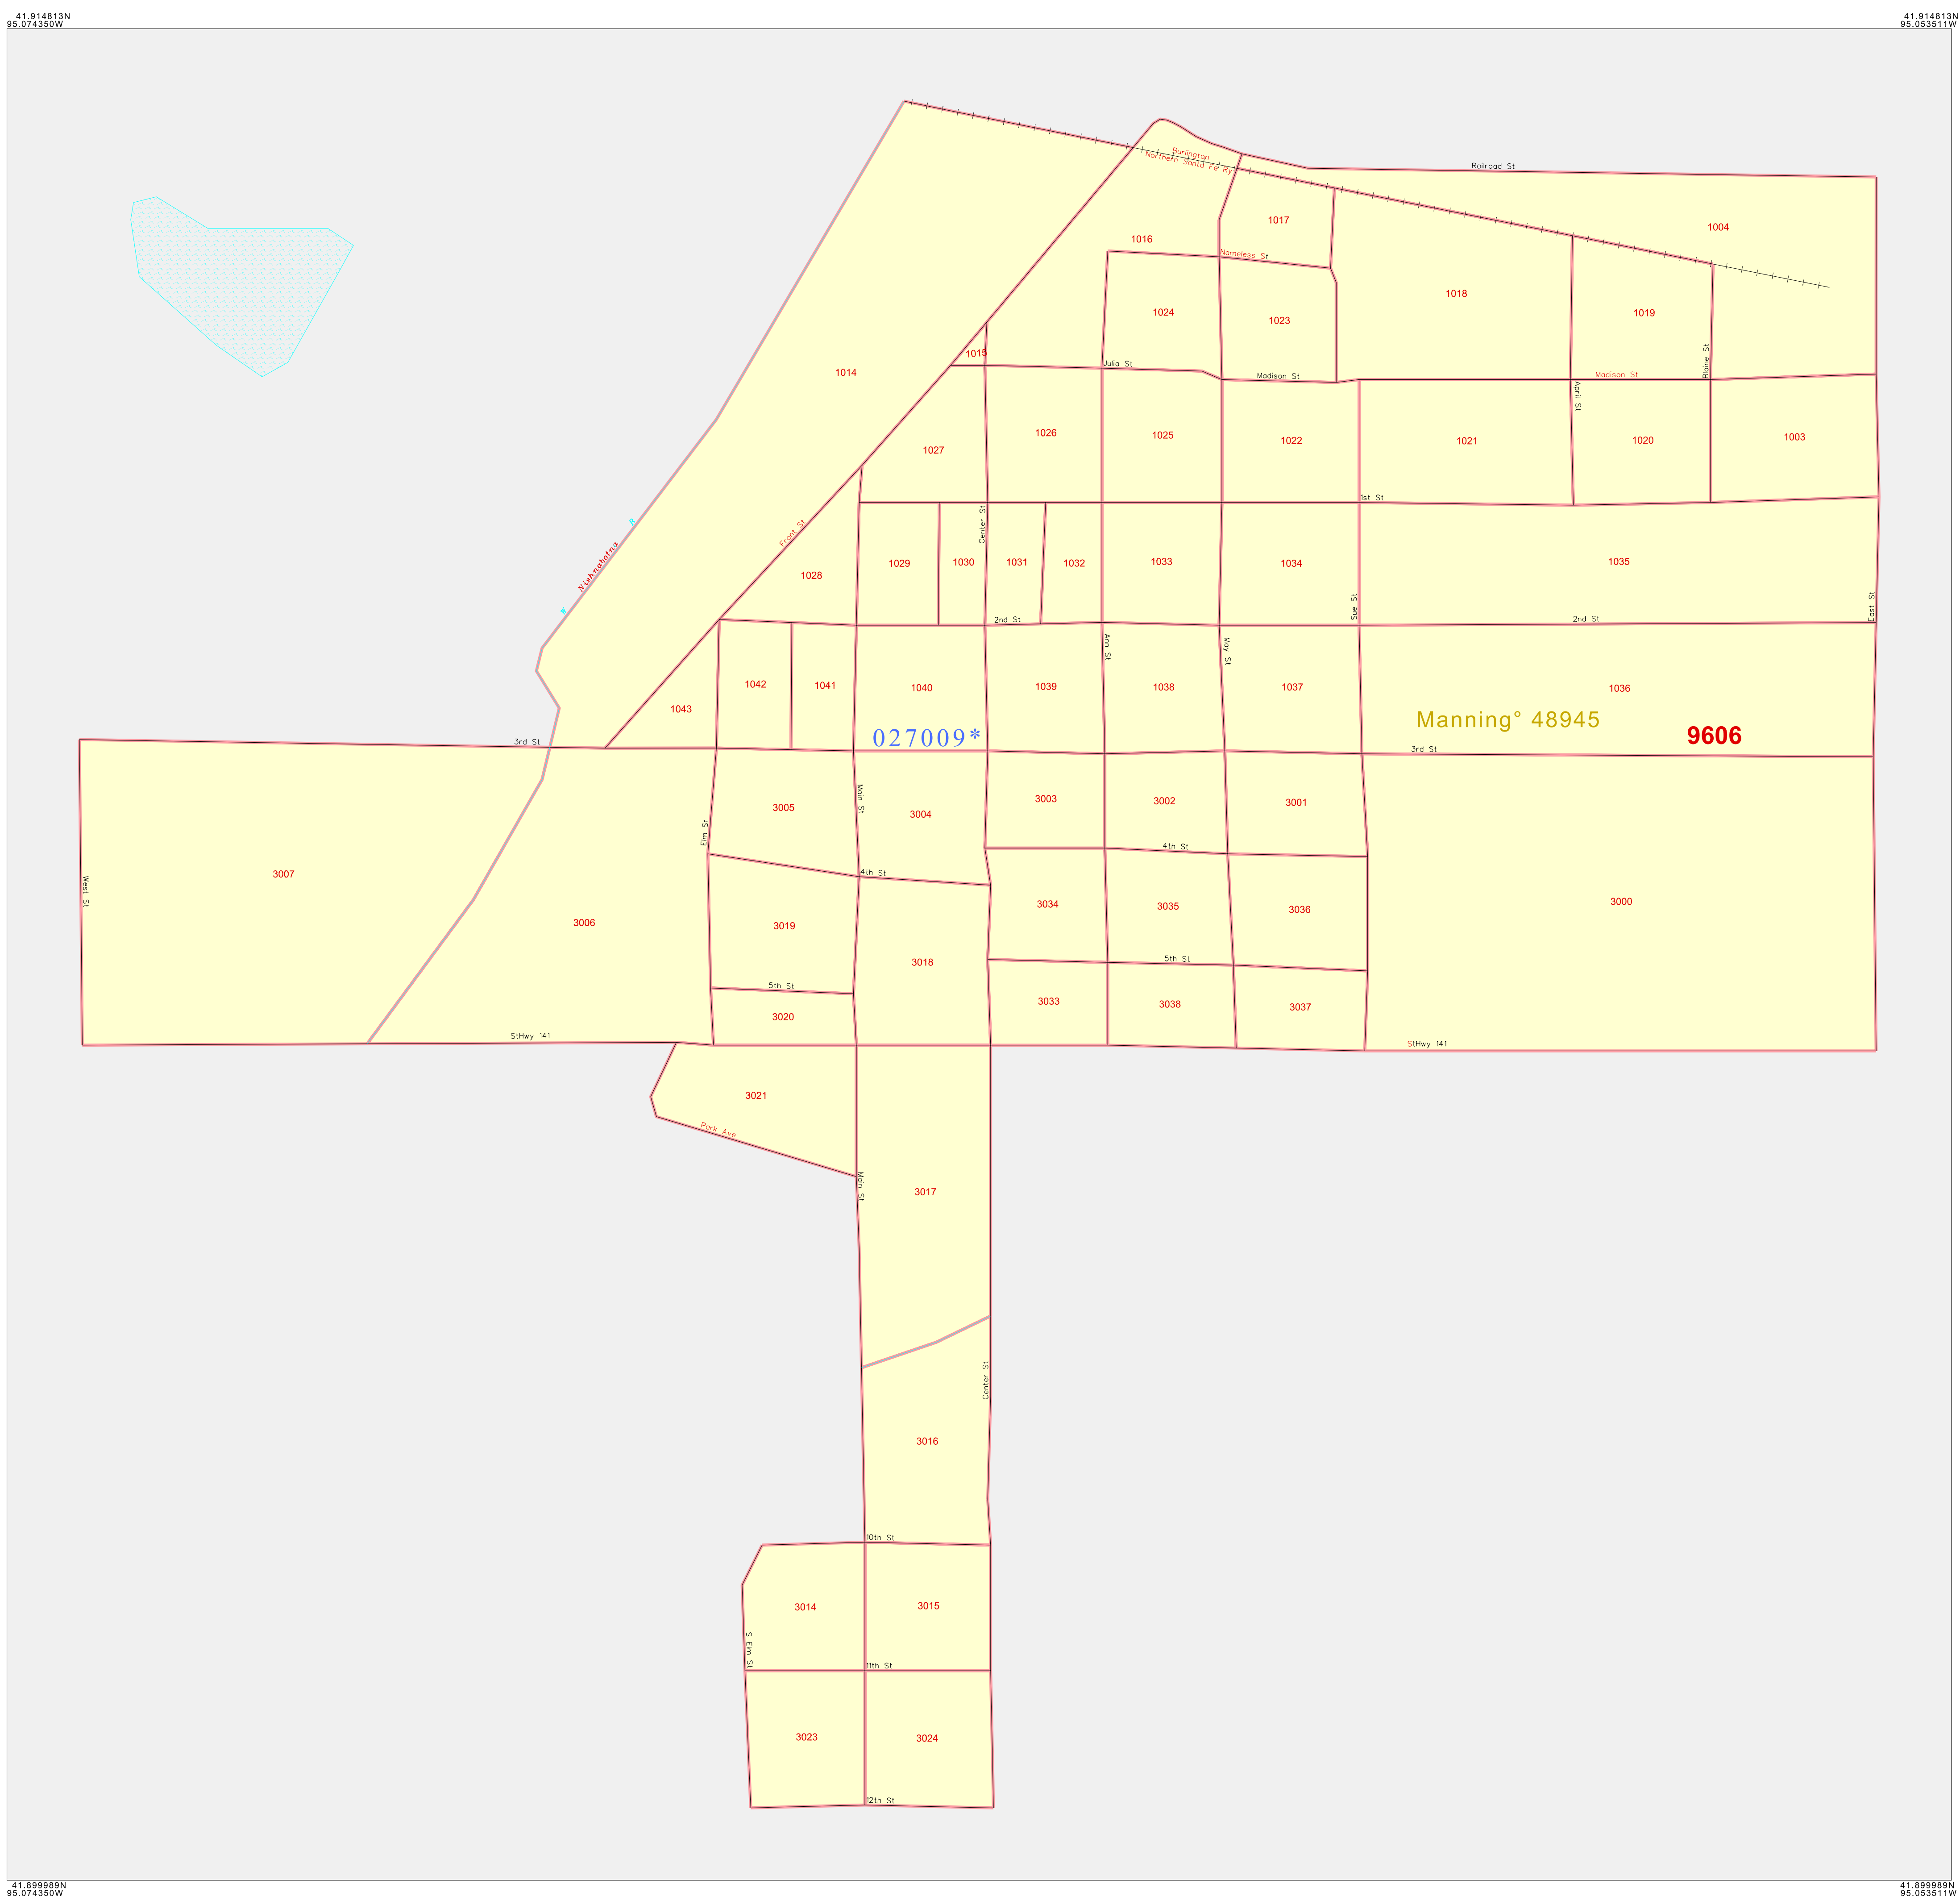 41.914813N
95.074350W
41.914813N
95.053511W
Burlington
Northern Santa Fe Ry
Railroad St
1017
1004
1016
Nameless St
1018
1024
1023
1019
1015
Julia St
Blaine St
1014
Madison St
Madison St
April St
1027
1026
1025
1022
1021
1020
1003
1st St
Center St
Front St
R
Nishnabotna
W
1028
1029
1030
1031
1032
1033
1034
1035
Sue St
East St
2nd St
2nd St
Ann St
May St
1043
1042
1041
1040
1039
1038
1037
1036
Manning° 48945
027009*
9606
3rd St
3rd St
Main St
3005
3004
3003
3002
3001
Elm St
4th St
4th St
West St
3007
3006
3019
3018
3034
3035
3036
3000
5th St
5th St
3020
3033
3038
3037
StHwy 141
StHwy 141
3021
Park Ave
Main St
3017
Center St
3016
10th St
3014
3015
S Elm St
11th St
3023
3024
12th St
41.899989N
95.074350W
41.899989N
95.053511W